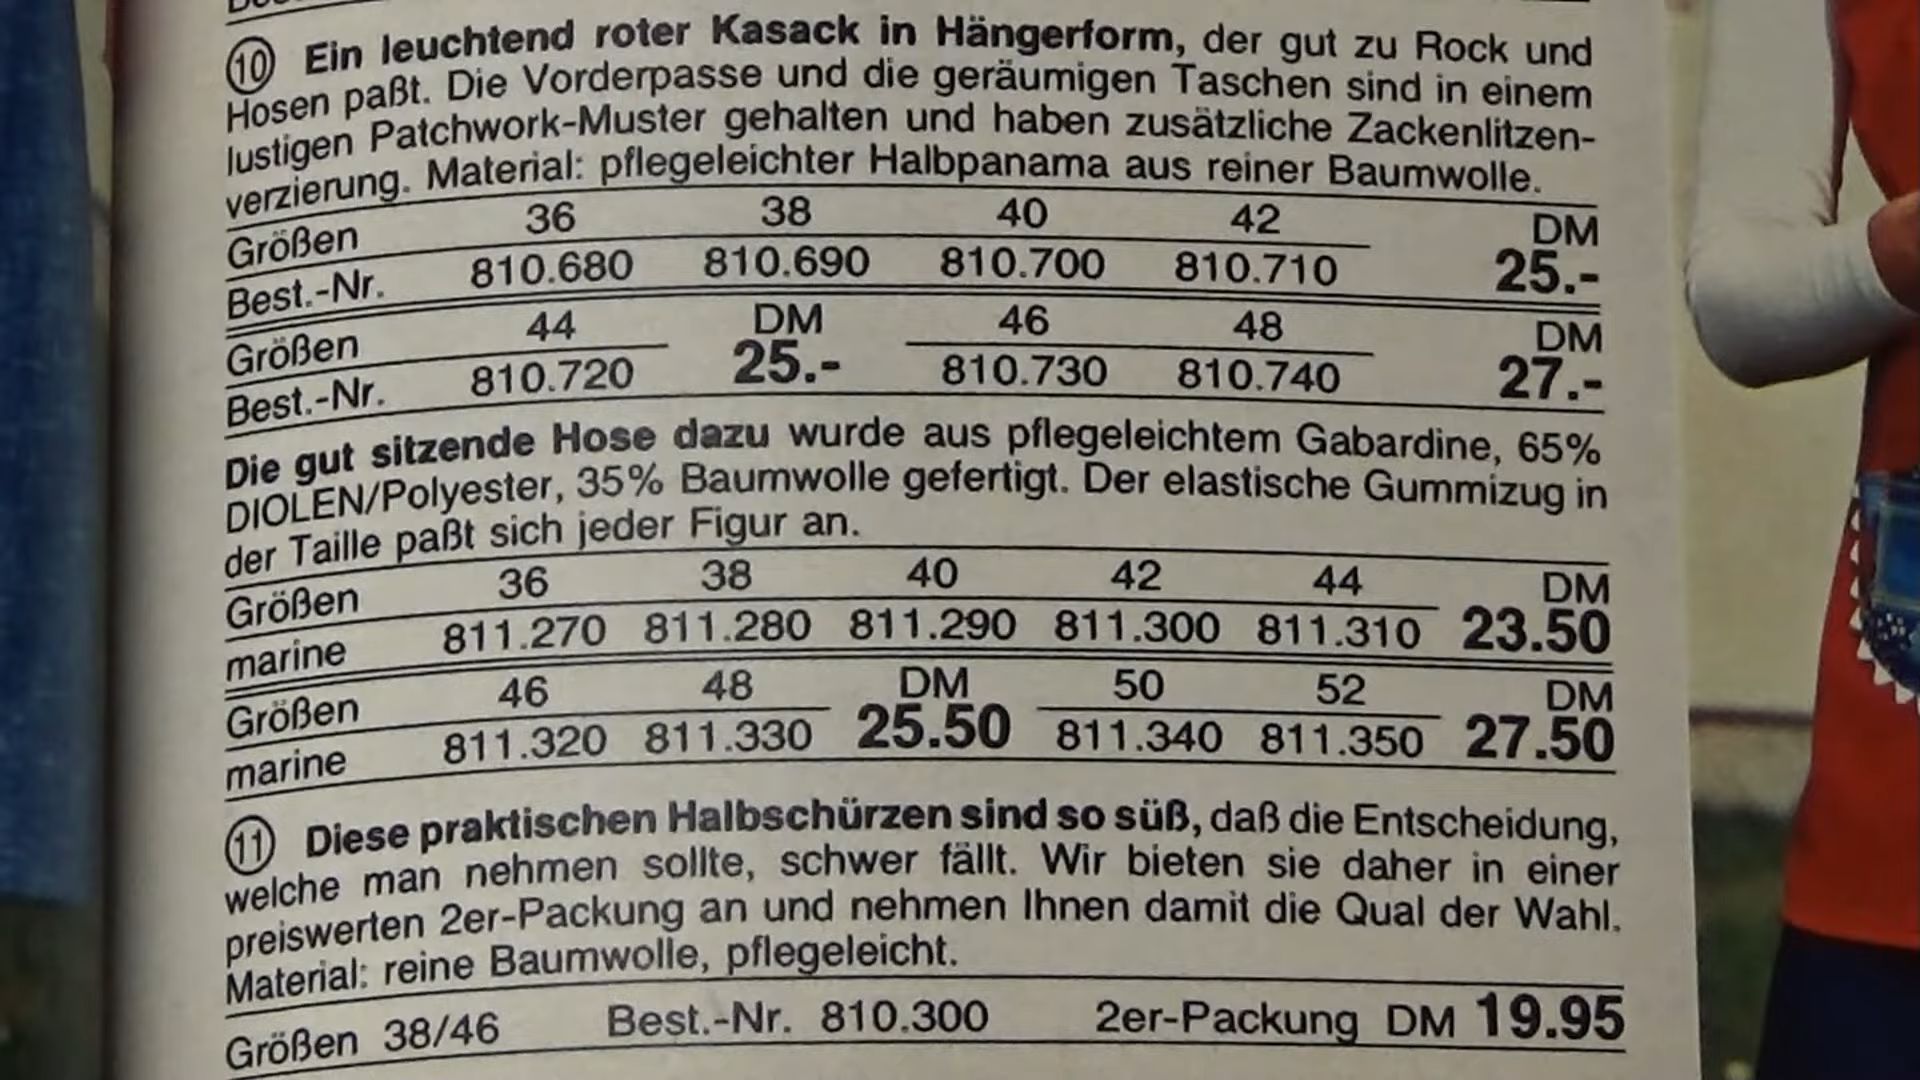 ⑩ Ein leuchtend roter Kasack in Hängerform, der gut zu Rock und
Hosen paßt. Die Vorderpasse und die geräumigen Taschen sind in einem
lustigen Patchwork-Muster gehalten und haben zusätzliche Zackenlitzen-
verzierung. Material: pflegeleichter Halbpanama aus reiner Baumwolle.
Größen 36 38 40 42 DM
Best.-Nr. 810.680 810.690 810.700 810.710 25.-
Größen 44 DM 46 48 DM
Best.-Nr. 810.720 25.- 810.730 810.740 27.-
Die gut sitzende Hose dazu wurde aus pflegeleichtem Gabardine, 65%
DIOLEN/Polyester, 35% Baumwolle gefertigt. Der elastische Gummizug in
der Taille paßt sich jeder Figur an.
Größen 36 38 40 42 44 DM
marine 811.270 811.280 811.290 811.300 811.310 23.50
Größen 46 48 DM 50 52 DM
marine 811.320 811.330 25.50 811.340 811.350 27.50
⑪ Diese praktischen Halbschürzen sind so süß, daß die Entscheidung,
welche man nehmen sollte, schwer fällt. Wir bieten sie daher in einer
preiswerten 2er-Packung an und nehmen Ihnen damit die Qual der Wahl.
Material: reine Baumwolle, pflegeleicht.
Größen 38/46 Best.-Nr. 810.300 2er-Packung DM 19.95